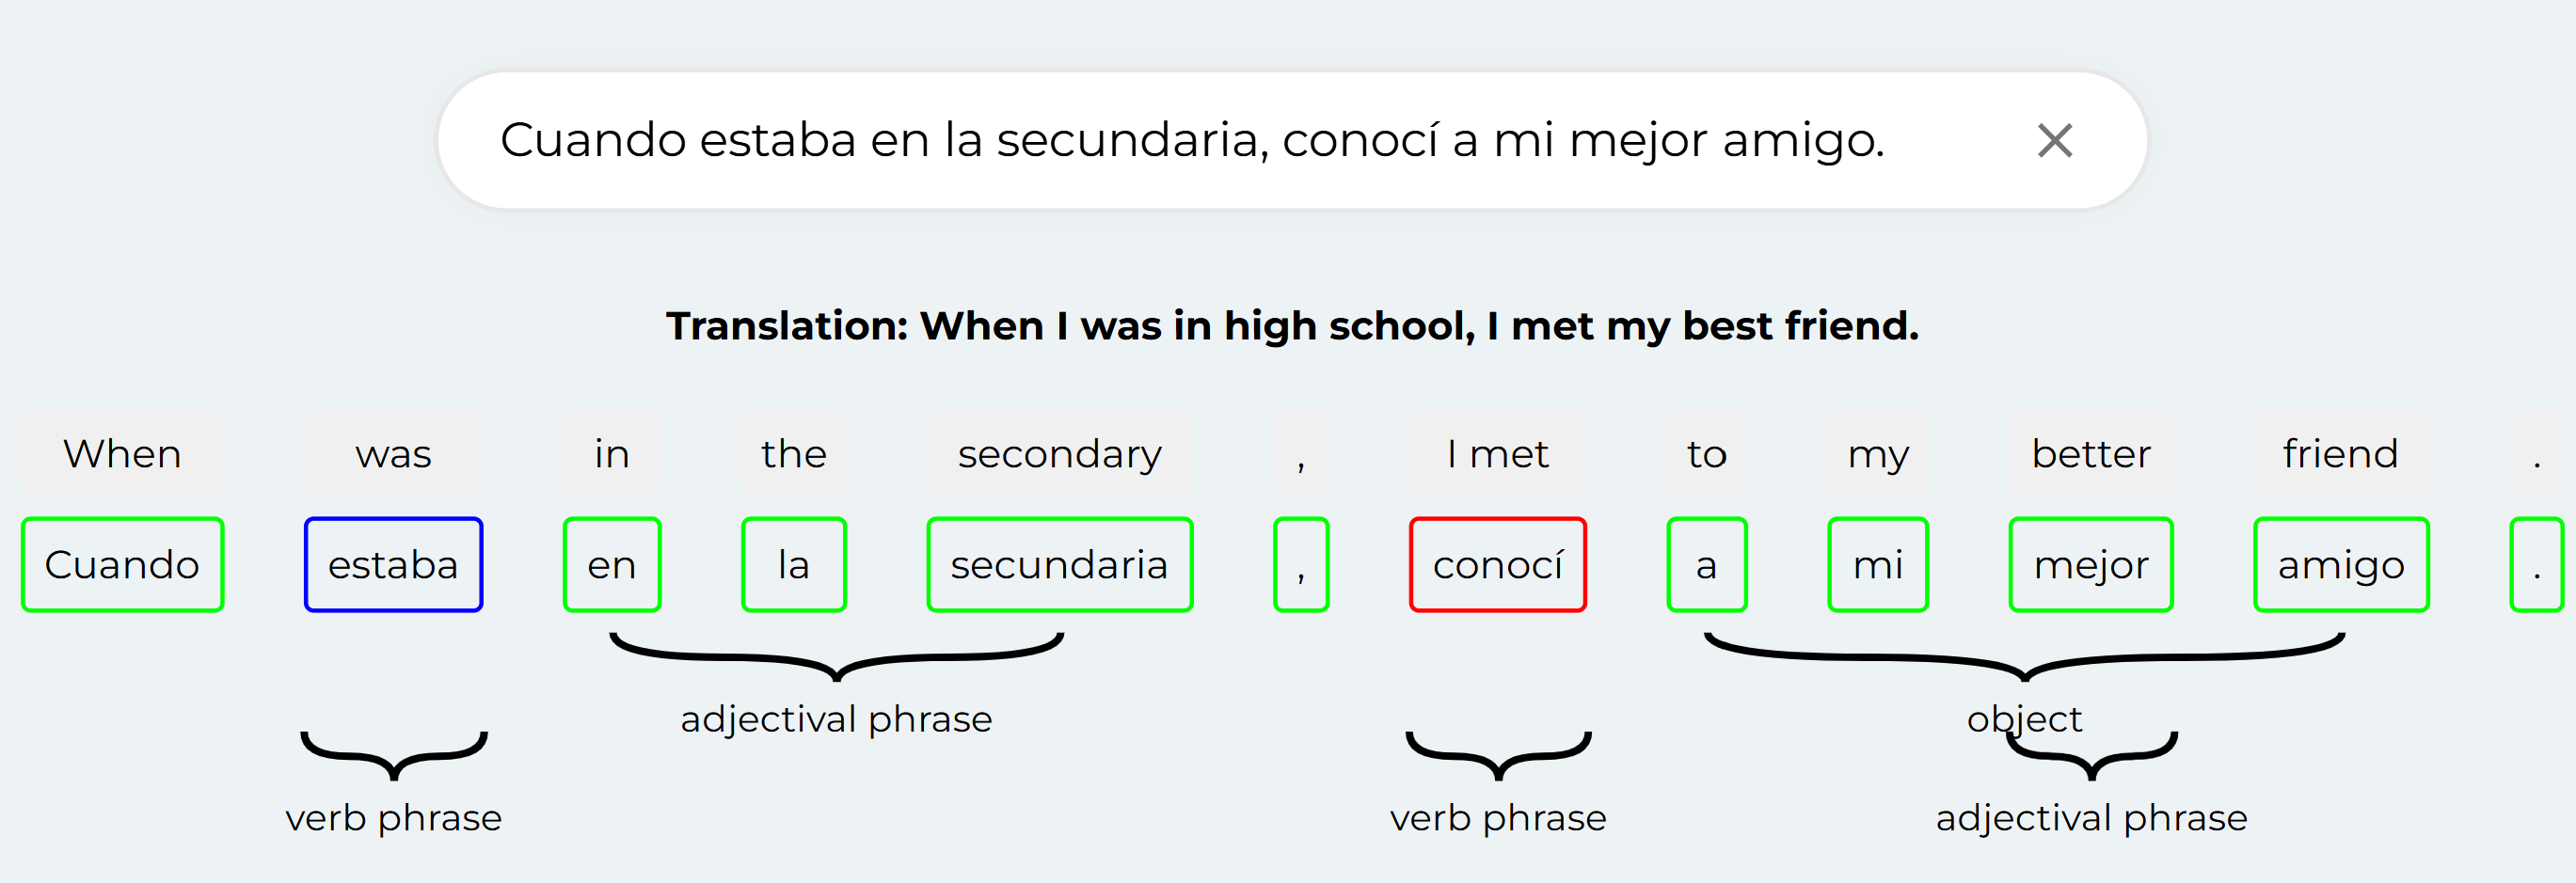 Cuando estaba en la secundaria, conocí a mi mejor amigo.
Translation: When I was in high school, I met my best friend.
When was in the secondary , I met to my better friend .
Cuando estaba en la secundaria , conocí a mi mejor amigo .
adjectival phrase object
verb phrase verb phrase adjectival phrase